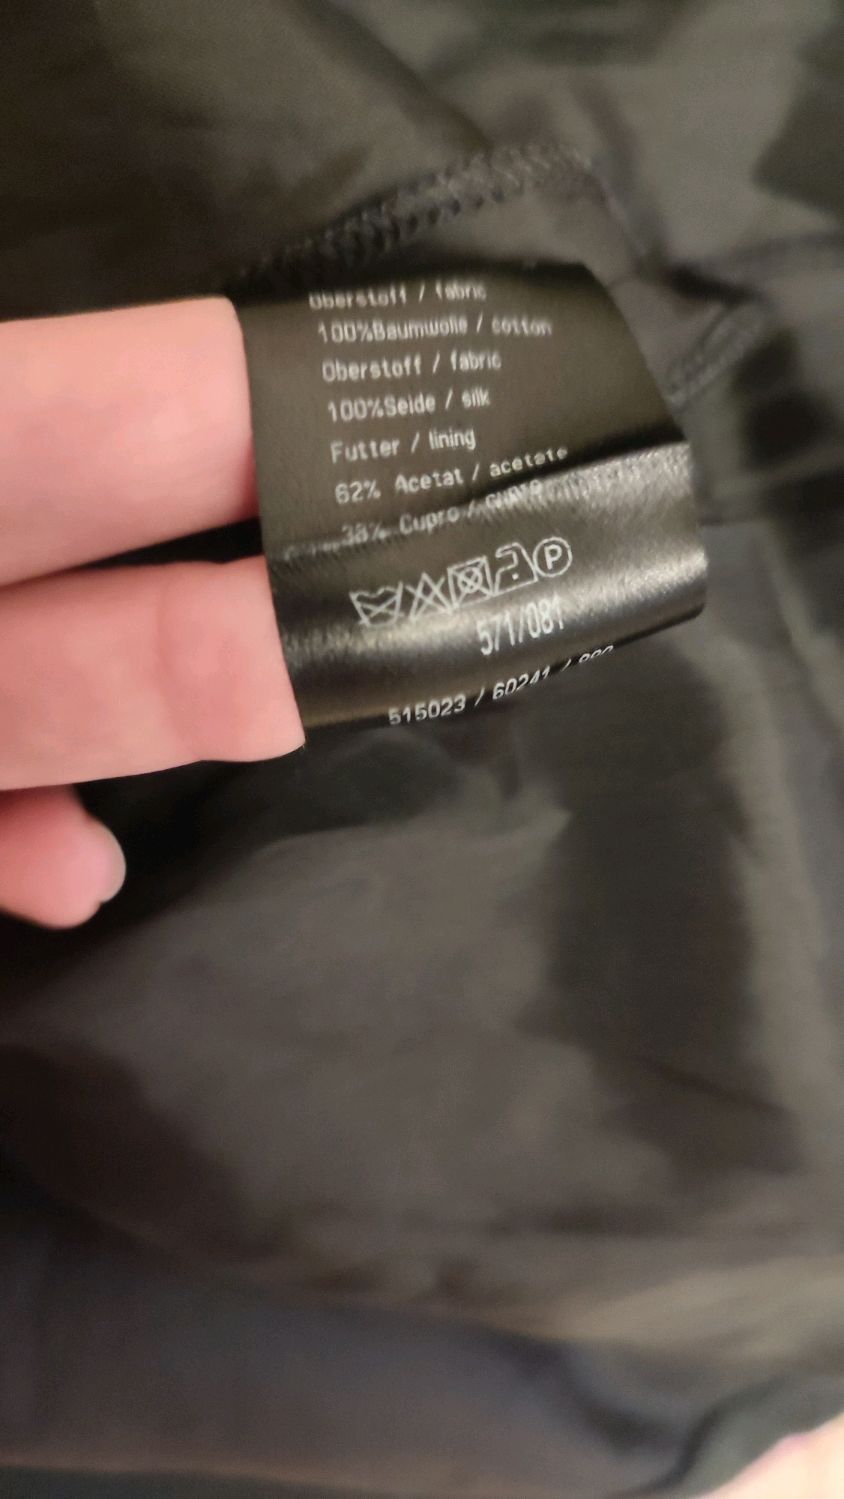 Oberstoff / fabric
100%Baumwolle / cotton
Oberstoff / fabric
100%Seide / silk
Futter / lining
62% Acetat / acetate
38% Cupro / cupro
P
571/081
515023 / 60241 /